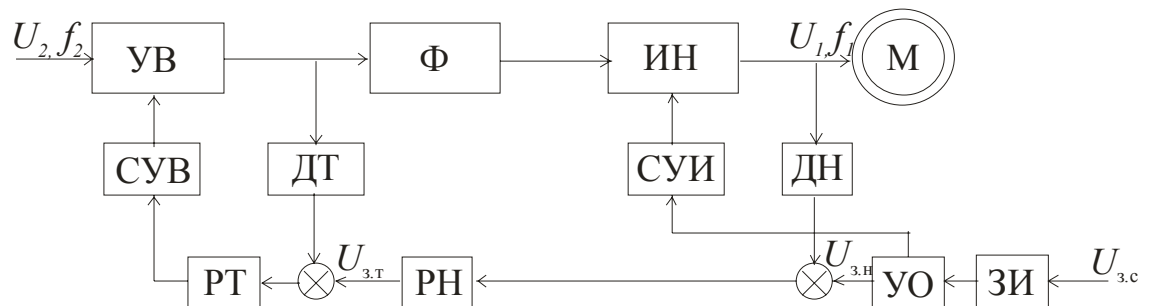 U₂, f₂
УВ
Ф
ИН
U₁, f₁
М
СУВ
ДТ
СУИ
ДН
РТ
Uз.т
РН
Uз.н
УО
ЗИ
Uз.с